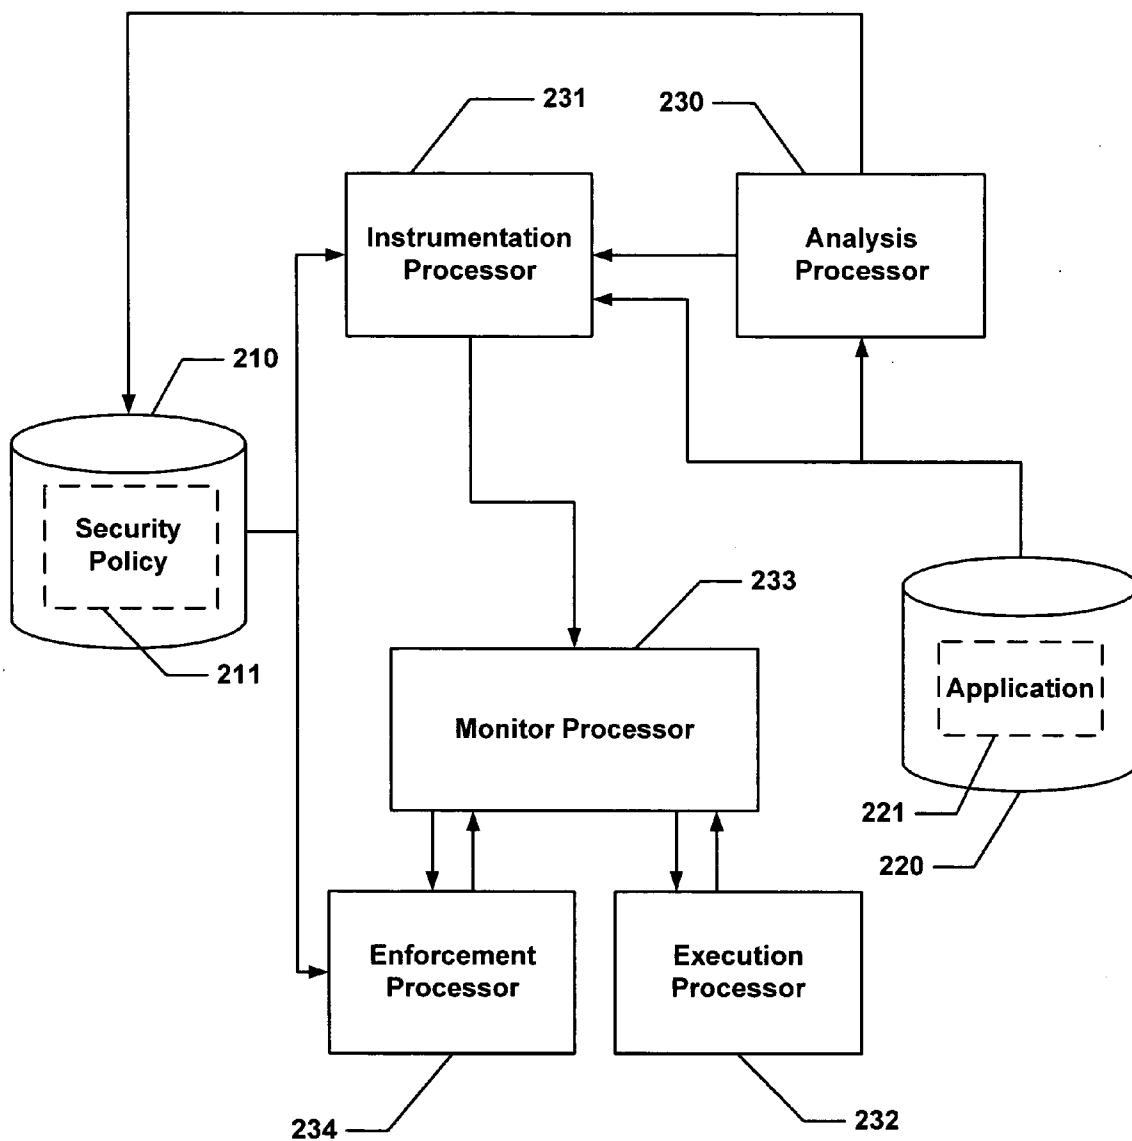 231
230
Instrumentation
Processor
Analysis
Processor
210
Security
Policy
211
233
Monitor Processor
Application
221
220
Enforcement
Processor
Execution
Processor
234
232